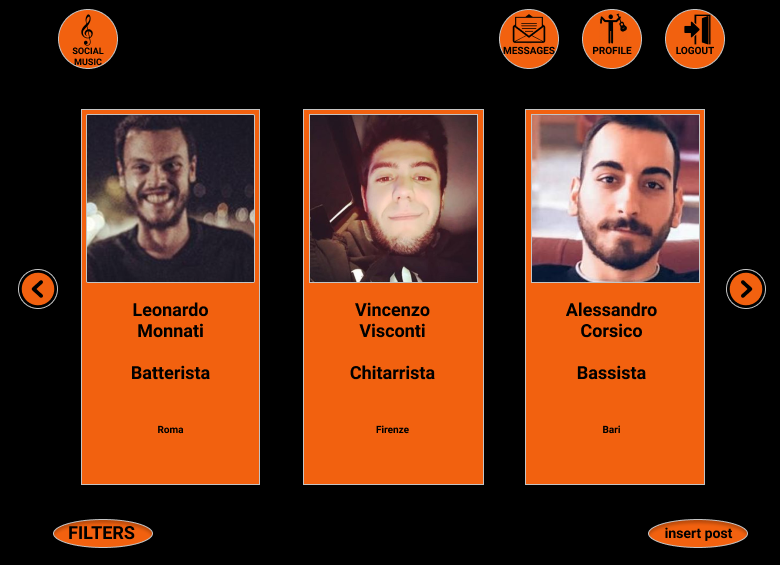 SOCIAL
MUSIC
MESSAGES
PROFILE
LOGOUT
Leonardo
Monnati
Batterista
Roma
Vincenzo
Visconti
Chitarrista
Firenze
Alessandro
Corsico
Bassista
Bari
FILTERS
insert post